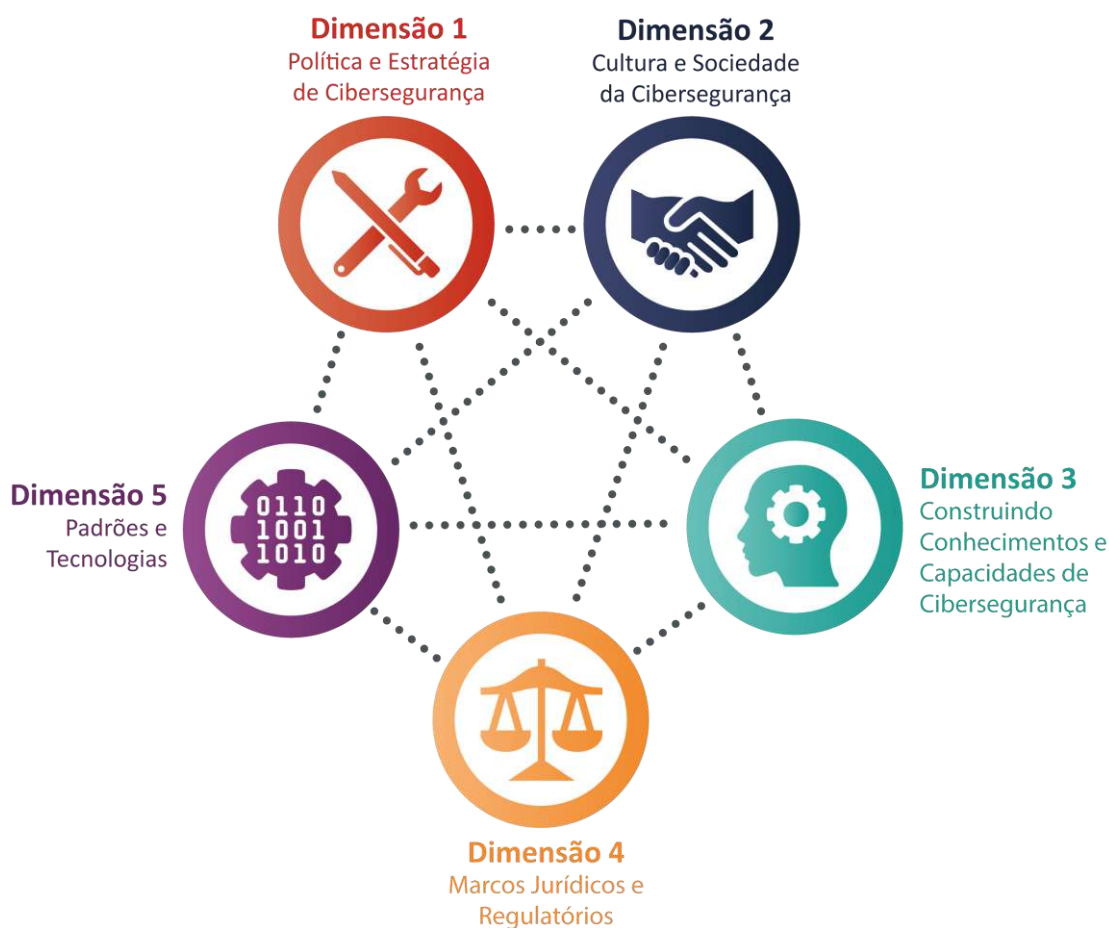 Dimensão 1
Política e Estratégia
de Cibersegurança
Dimensão 2
Cultura e Sociedade
da Cibersegurança
Dimensão 5
Padrões e
Tecnologias
0110
1001
1010
Dimensão 3
Construindo
Conhecimentos e
Capacidades de
Cibersegurança
Dimensão 4
Marcos Jurídicos e
Regulatórios